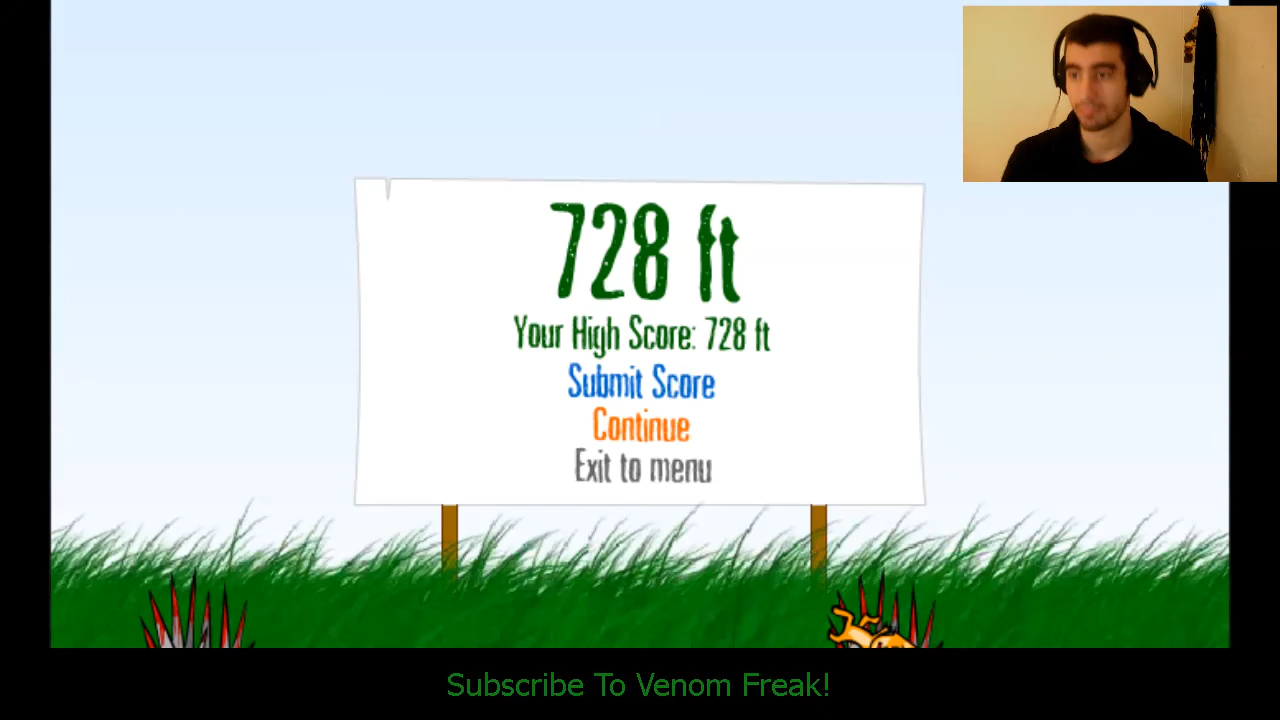 728 ft
Your High Score: 728 ft
Submit Score
Continue
Exit to menu
Subscribe To Venom Freak!